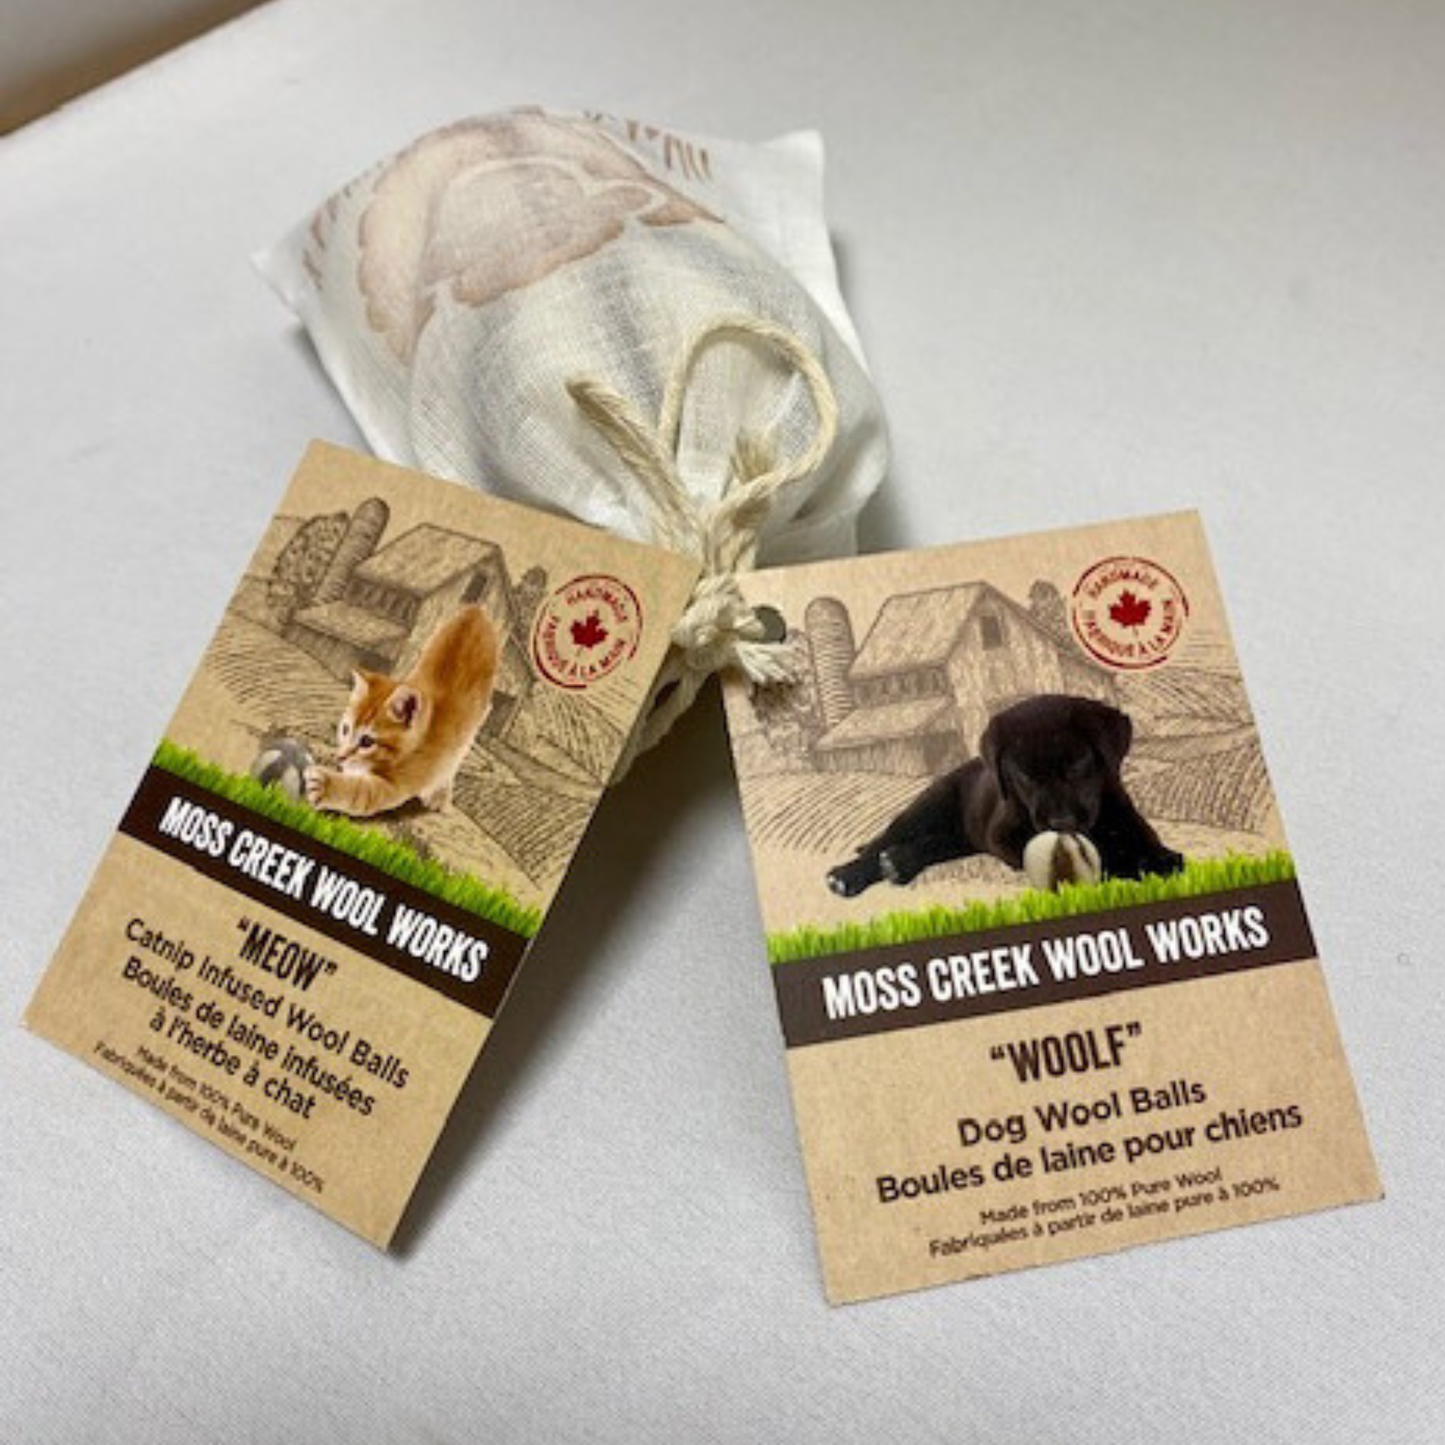 HANDMADE
FABRIQUÉ À LA MAIN
MOSS CREEK WOOL WORKS
“MEOW”
Catnip Infused Wool Balls
Boules de laine infusées
à l'herbe à chat
Made from 100% Pure Wool
Fabriquées à partir de laine pure à 100%
HANDMADE
FABRIQUÉ À LA MAIN
MOSS CREEK WOOL WORKS
“WOOLF”
Dog Wool Balls
Boules de laine pour chiens
Made from 100% Pure Wool
Fabriquées à partir de laine pure à 100%